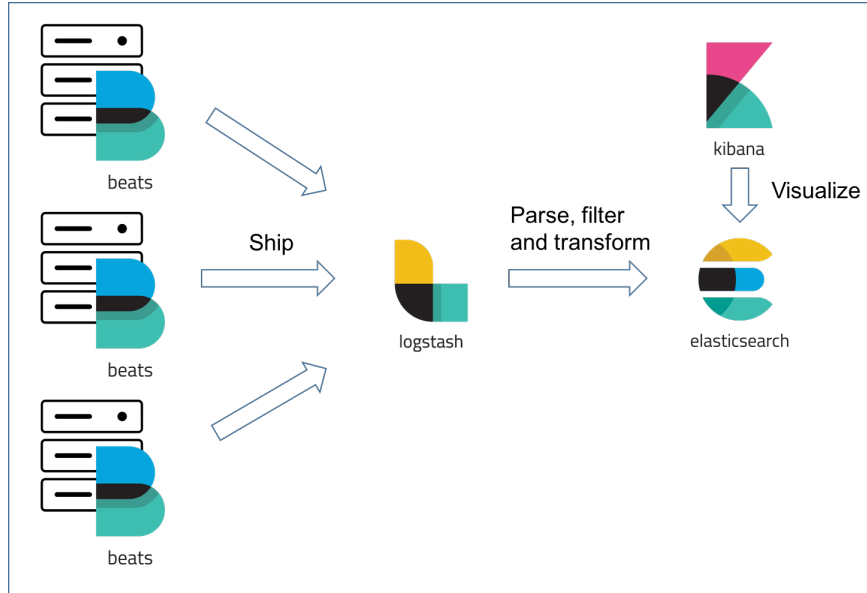 beats
beats
beats
Ship
logstash
Parse, filter
and transform
kibana
Visualize
elasticsearch